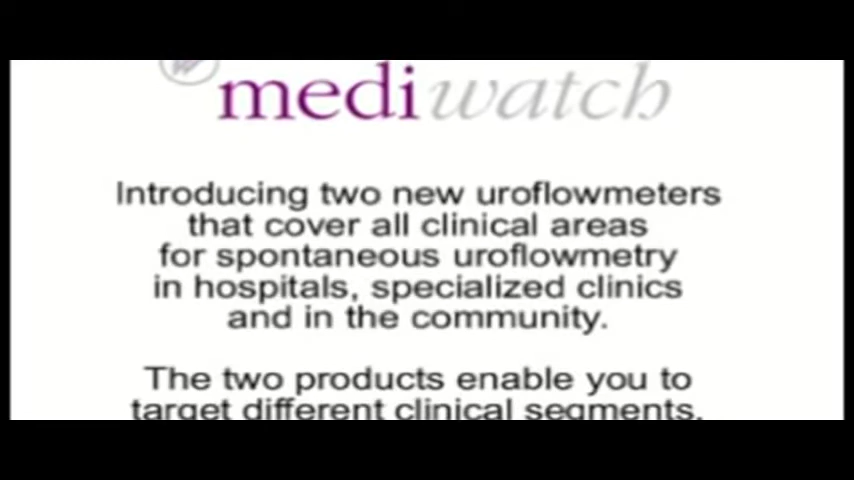 mediwatch
Introducing two new uroflowmeters
that cover all clinical areas
for spontaneous uroflowmetry
in hospitals, specialized clinics
and in the community.
The two products enable you to
target different clinical segments.